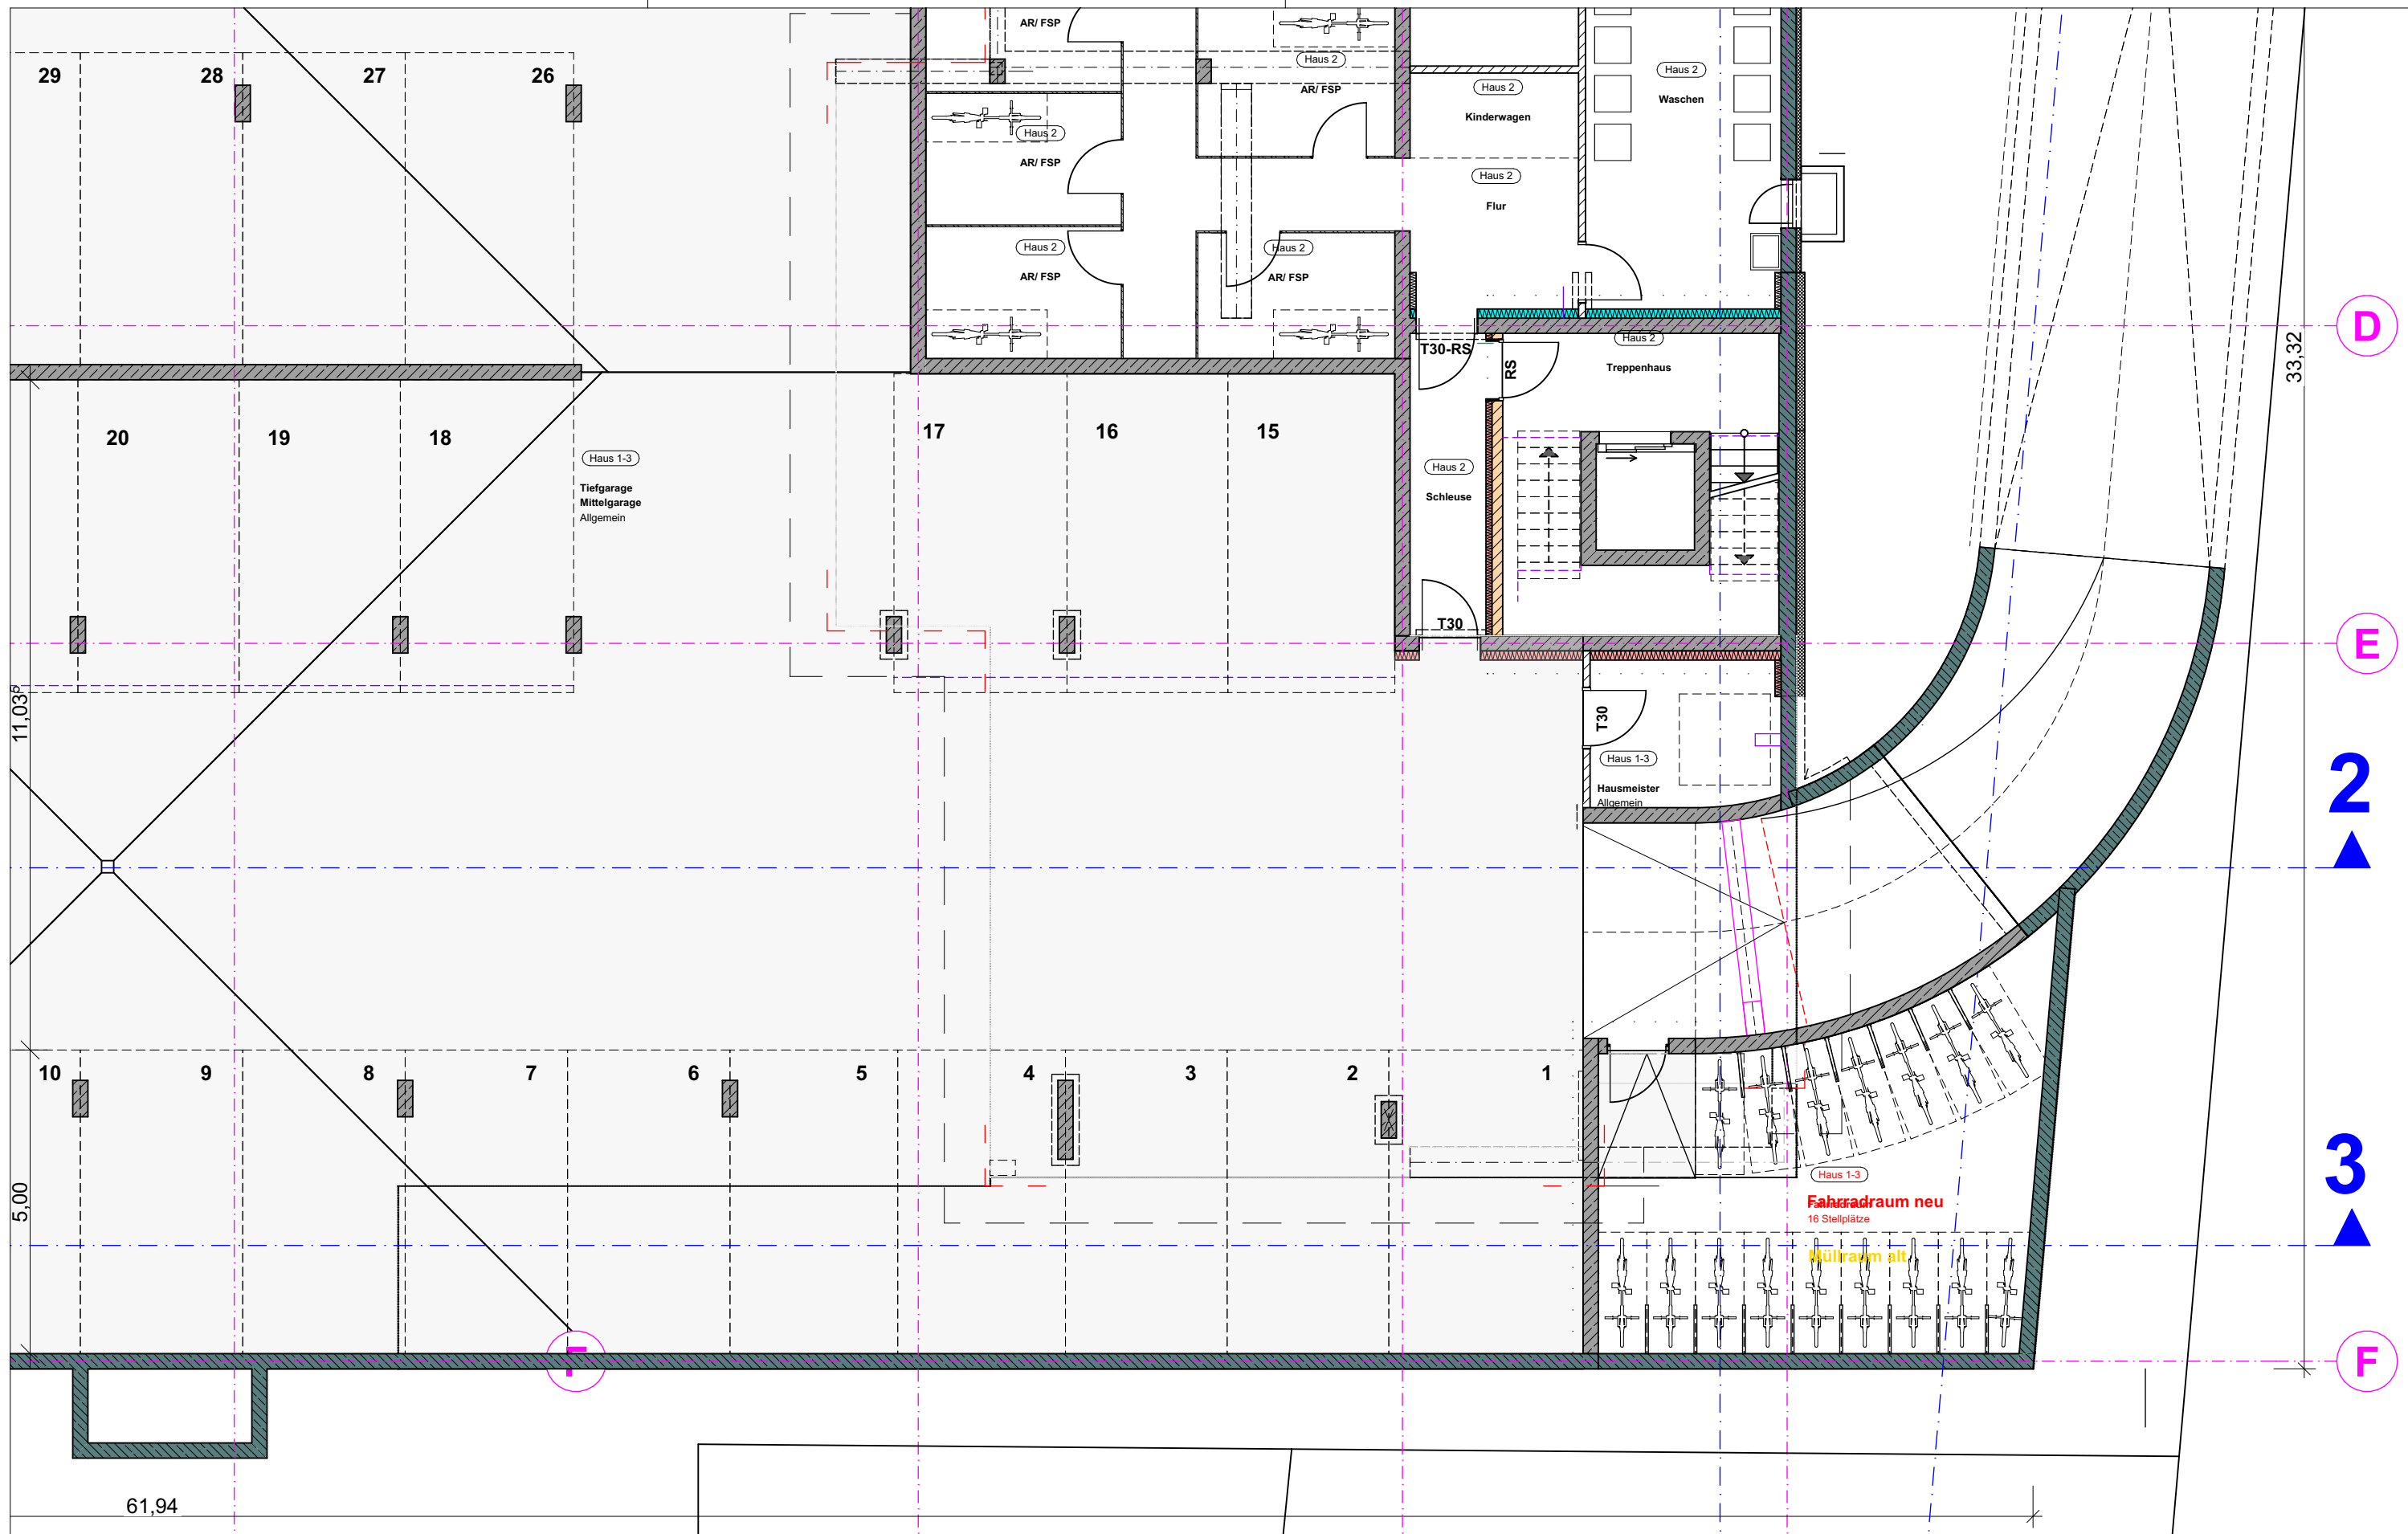 AR/ FSP
Haus 2
AR/ FSP
Haus 2
Kinderwagen
Haus 2
Waschen
29
28
27
26
Haus 2
AR/ FSP
Haus 2
Flur
Haus 2
AR/ FSP
Haus 2
AR/ FSP
D
33,32
T30-RS
RS
Haus 2
Treppenhaus
20
19
18
17
16
15
Haus 1-3
Tiefgarage
Mittelgarage
Allgemein
Haus 2
Schleuse
T30
E
11,03⁵
T30
Haus 1-3
Hausmeister
Allgemein
2
10
9
8
7
6
5
4
3
2
1
Haus 1-3
Fahrradraum neu
Fahrradraum
16 Stellplätze
Müllraum alt
3
5,00
F
F
61,94